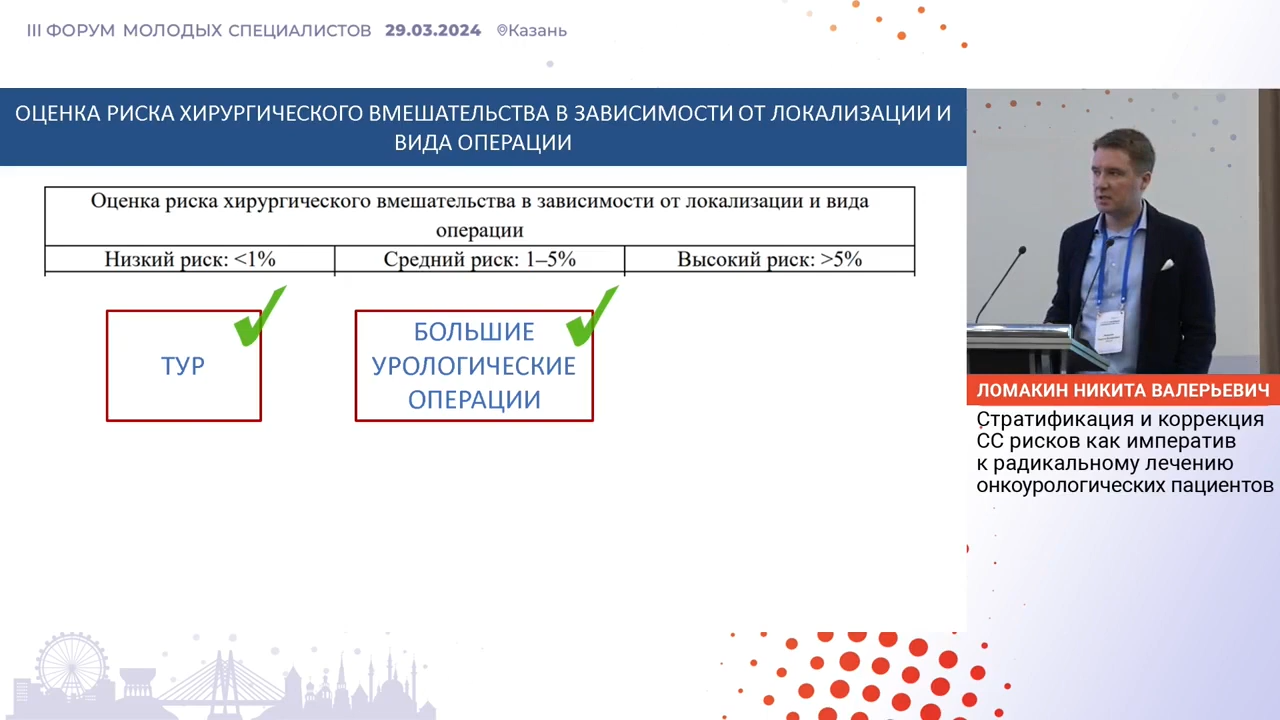 III ФОРУМ МОЛОДЫХ СПЕЦИАЛИСТОВ 29.03.2024 Казань
ОЦЕНКА РИСКА ХИРУРГИЧЕСКОГО ВМЕШАТЕЛЬСТВА В ЗАВИСИМОСТИ ОТ ЛОКАЛИЗАЦИИ И
ВИДА ОПЕРАЦИИ
Оценка риска хирургического вмешательства в зависимости от локализации и вида
операции
Низкий риск: <1% Средний риск: 1–5% Высокий риск: >5%
ТУР
БОЛЬШИЕ
УРОЛОГИЧЕСКИЕ
ОПЕРАЦИИ
ЛОМАКИН НИКИТА ВАЛЕРЬЕВИЧ
Стратификация и коррекция
СС рисков как императив
к радикальному лечению
онкоурологических пациентов